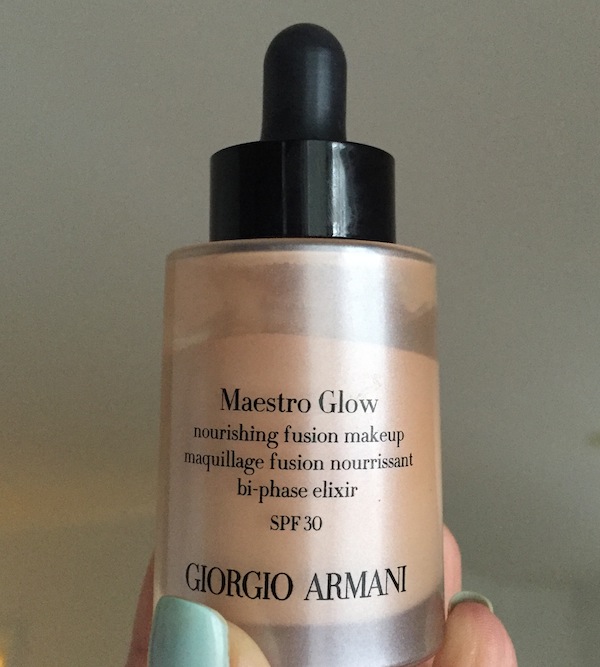 Maestro Glow
nourishing fusion makeup
maquillage fusion nourrissant
bi-phase elixir
SPF 30
GIORGIO ARMANI